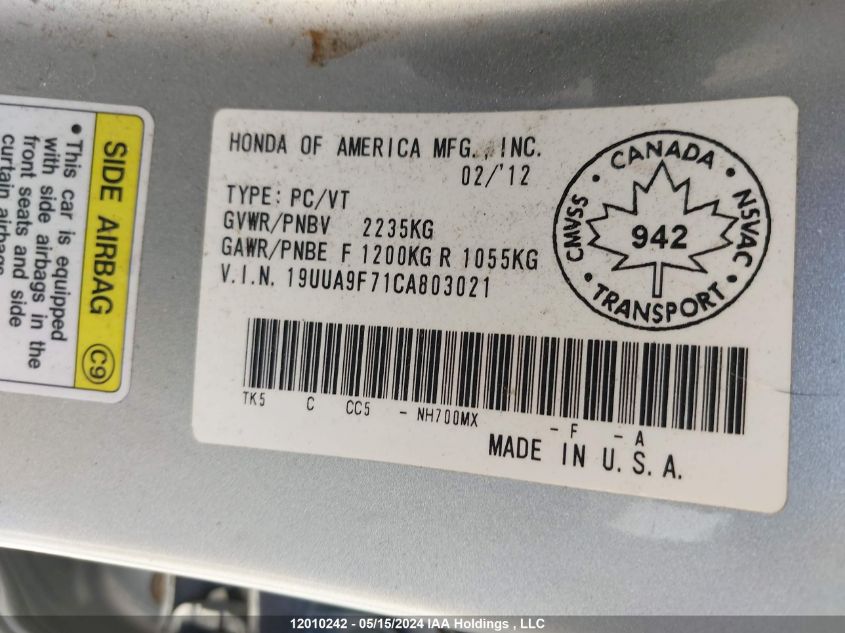 SIDE AIRBAG C9
• This car is equipped
with side airbags in the
front seats and side
curtain airbags
HONDA OF AMERICA MFG., INC.
02/'12
TYPE: PC/VT
GVWR/PNBV 2235KG
GAWR/PNBE F 1200KG R 1055KG
V.I.N. 19UUA9F71CA803021
CMVSS • CANADA • NSVAC • TRANSPORT •
942
TK5 C CC5 - NH700MX - F - A
MADE IN U.S.A.
12010242 - 05/15/2024 IAA Holdings , LLC